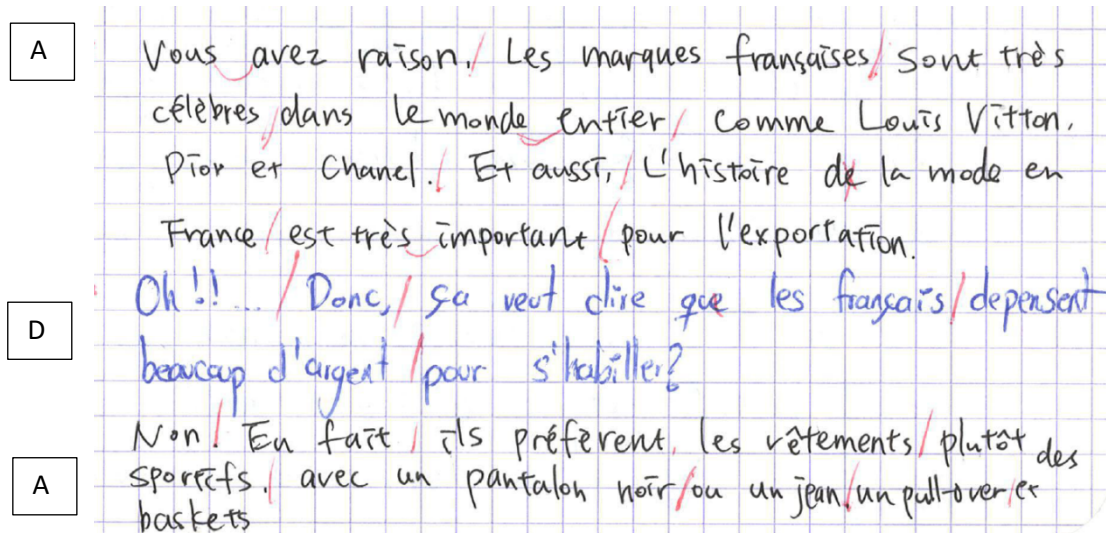 A
Vous avez raison. / Les marques françaises / sont très
célèbres / dans le monde entier / comme Louis Vitton,
Dior et Chanel. / Et aussi, / L'histoire de la mode en
France / est très important / pour l'exportation.
Oh!!... / Donc, / ça veut dire que les français / depensent
D
beaucoup d'argent / pour s'habiller?
Non / En fait / ils préfèrent, les vêtements / plutôt des
A
sportifs, / avec un pantalon noir / ou un jean / un pull-over / et
baskets